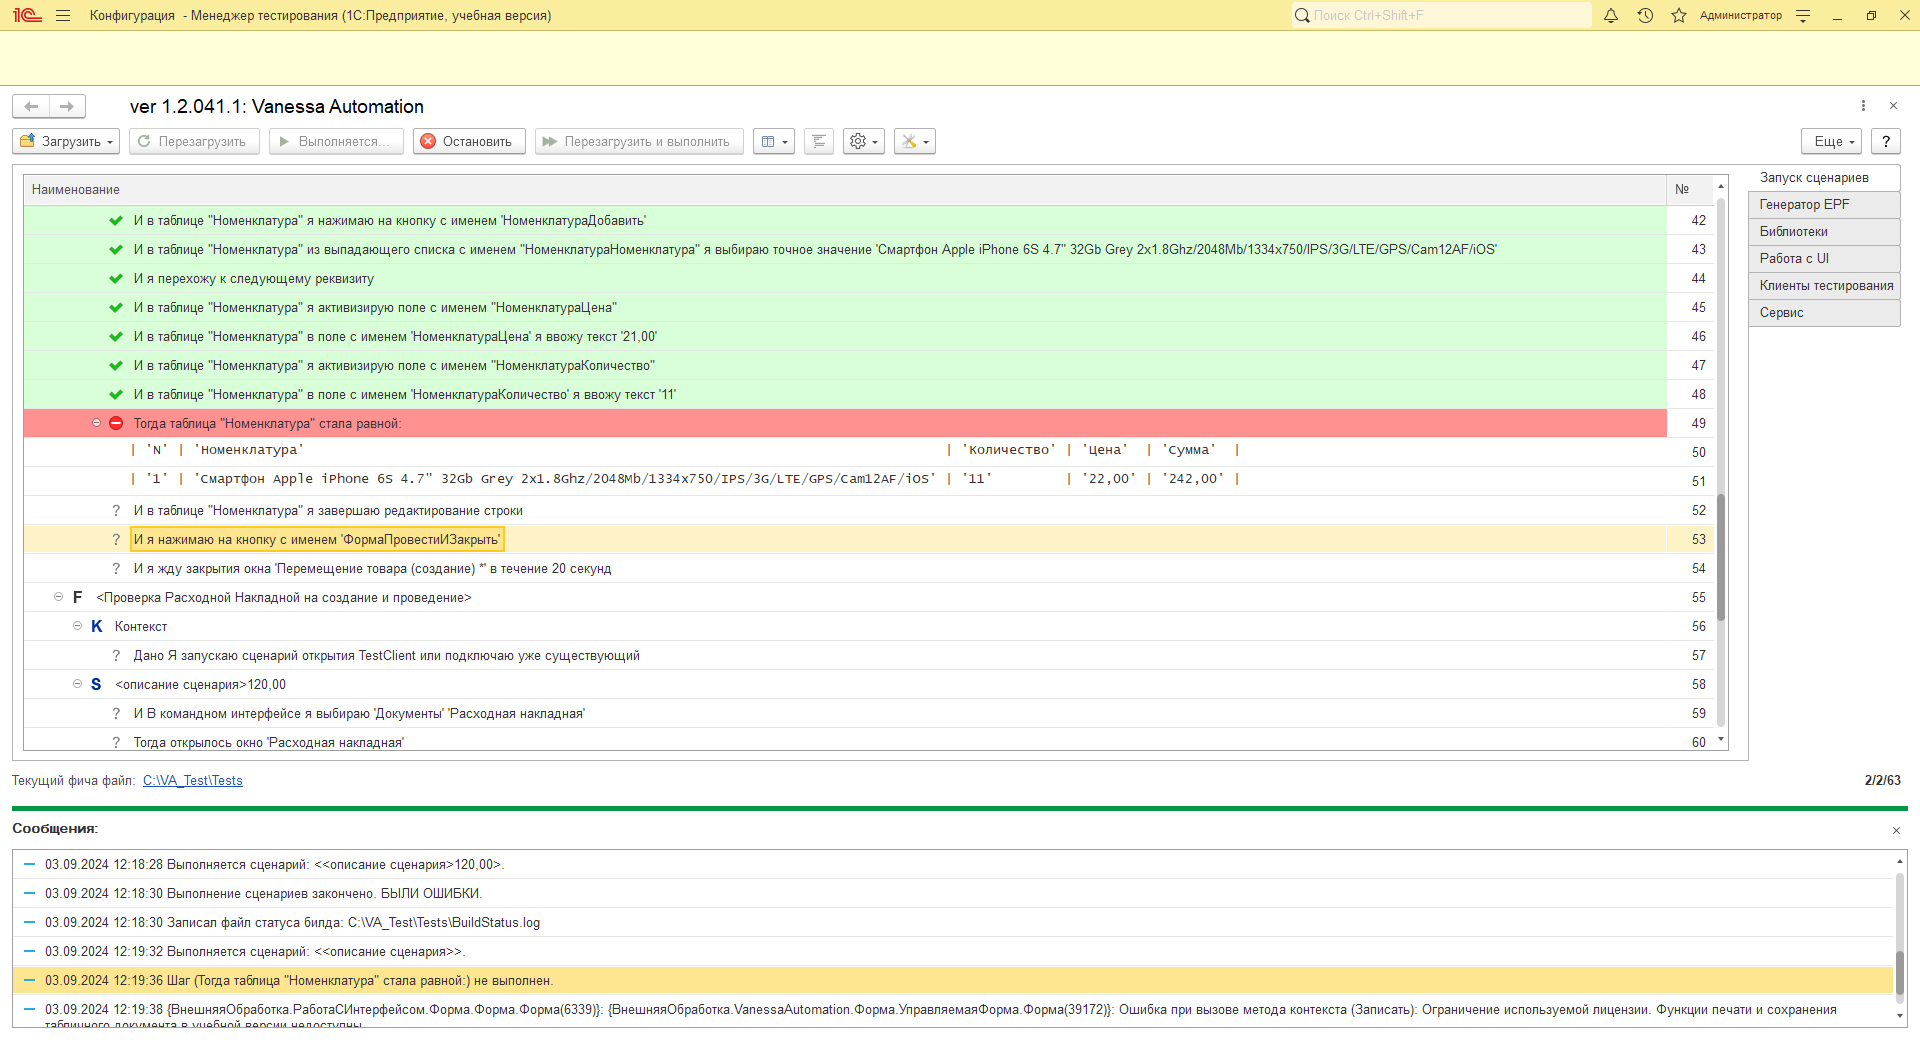 1С Конфигурация - Менеджер тестирования (1С:Предприятие, учебная версия) Поиск Ctrl+Shift+F Администратор
ver 1.2.041.1: Vanessa Automation
Загрузить Перезагрузить Выполняется... Остановить Перезагрузить и выполнить Еще ?
Наименование №
И в таблице "Номенклатура" я нажимаю на кнопку с именем 'НоменклатураДобавить' 42
И в таблице "Номенклатура" из выпадающего списка с именем "НоменклатураНоменклатура" я выбираю точное значение 'Смартфон Apple iPhone 6S 4.7" 32Gb Grey 2x1.8Ghz/2048Mb/1334x750/IPS/3G/LTE/GPS/Cam12AF/iOS' 43
И я перехожу к следующему реквизиту 44
И в таблице "Номенклатура" я активизирую поле с именем "НоменклатураЦена" 45
И в таблице "Номенклатура" в поле с именем 'НоменклатураЦена' я ввожу текст '21,00' 46
И в таблице "Номенклатура" я активизирую поле с именем "НоменклатураКоличество" 47
И в таблице "Номенклатура" в поле с именем 'НоменклатураКоличество' я ввожу текст '11' 48
Тогда таблица "Номенклатура" стала равной: 49
| 'N' | 'Номенклатура' | 'Количество' | 'Цена' | 'Сумма' | 50
| '1' | 'Смартфон Apple iPhone 6S 4.7" 32Gb Grey 2x1.8Ghz/2048Mb/1334x750/IPS/3G/LTE/GPS/Cam12AF/iOS' | '11' | '22,00' | '242,00' | 51
? И в таблице "Номенклатура" я завершаю редактирование строки 52
? И я нажимаю на кнопку с именем 'ФормаПровестиИЗакрыть' 53
? И я жду закрытия окна 'Перемещение товара (создание) *' в течение 20 секунд 54
F <Проверка Расходной Накладной на создание и проведение> 55
K Контекст 56
? Дано Я запускаю сценарий открытия TestClient или подключаю уже существующий 57
S <описание сценария>120,00 58
? И В командном интерфейсе я выбираю 'Документы' 'Расходная накладная' 59
? Тогда открылось окно 'Расходная накладная' 60
Запуск сценариев
Генератор EPF
Библиотеки
Работа с UI
Клиенты тестирования
Сервис
Текущий фича файл: C:\VA_Test\Tests 2/2/63
Сообщения:
03.09.2024 12:18:28 Выполняется сценарий: <<описание сценария>120,00>.
03.09.2024 12:18:30 Выполнение сценариев закончено. БЫЛИ ОШИБКИ.
03.09.2024 12:18:30 Записал файл статуса билда: C:\VA_Test\Tests\BuildStatus.log
03.09.2024 12:19:32 Выполняется сценарий: <<описание сценария>>.
03.09.2024 12:19:36 Шаг (Тогда таблица "Номенклатура" стала равной:) не выполнен.
03.09.2024 12:19:38 {ВнешняяОбработка.РаботаСИнтерфейсом.Форма.Форма.Форма(6339)}: {ВнешняяОбработка.VanessaAutomation.Форма.УправляемаяФорма.Форма(39172)}: Ошибка при вызове метода контекста (Записать): Ограничение используемой лицензии. Функции печати и сохранения
табличного документа в учебной версии недоступны